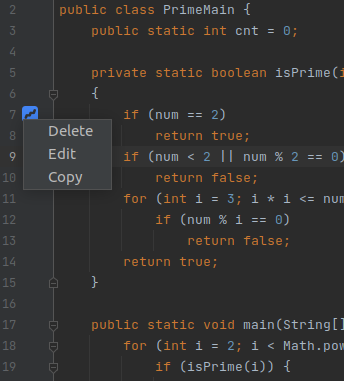 2 public class PrimeMain {
3 public static int cnt = 0;
4
5 private static boolean isPrime(i
6 {
7 if (num == 2)
8 return true;
9 if (num < 2 || num % 2 == 0)
10 return false;
11 for (int i = 3; i * i <= num
12 if (num % i == 0)
13 return false;
14 return true;
15 }
16
17 public static void main(String[]
18 for (int i = 2; i < Math.pow
19 if (isPrime(i)) {
Delete
Edit
Copy